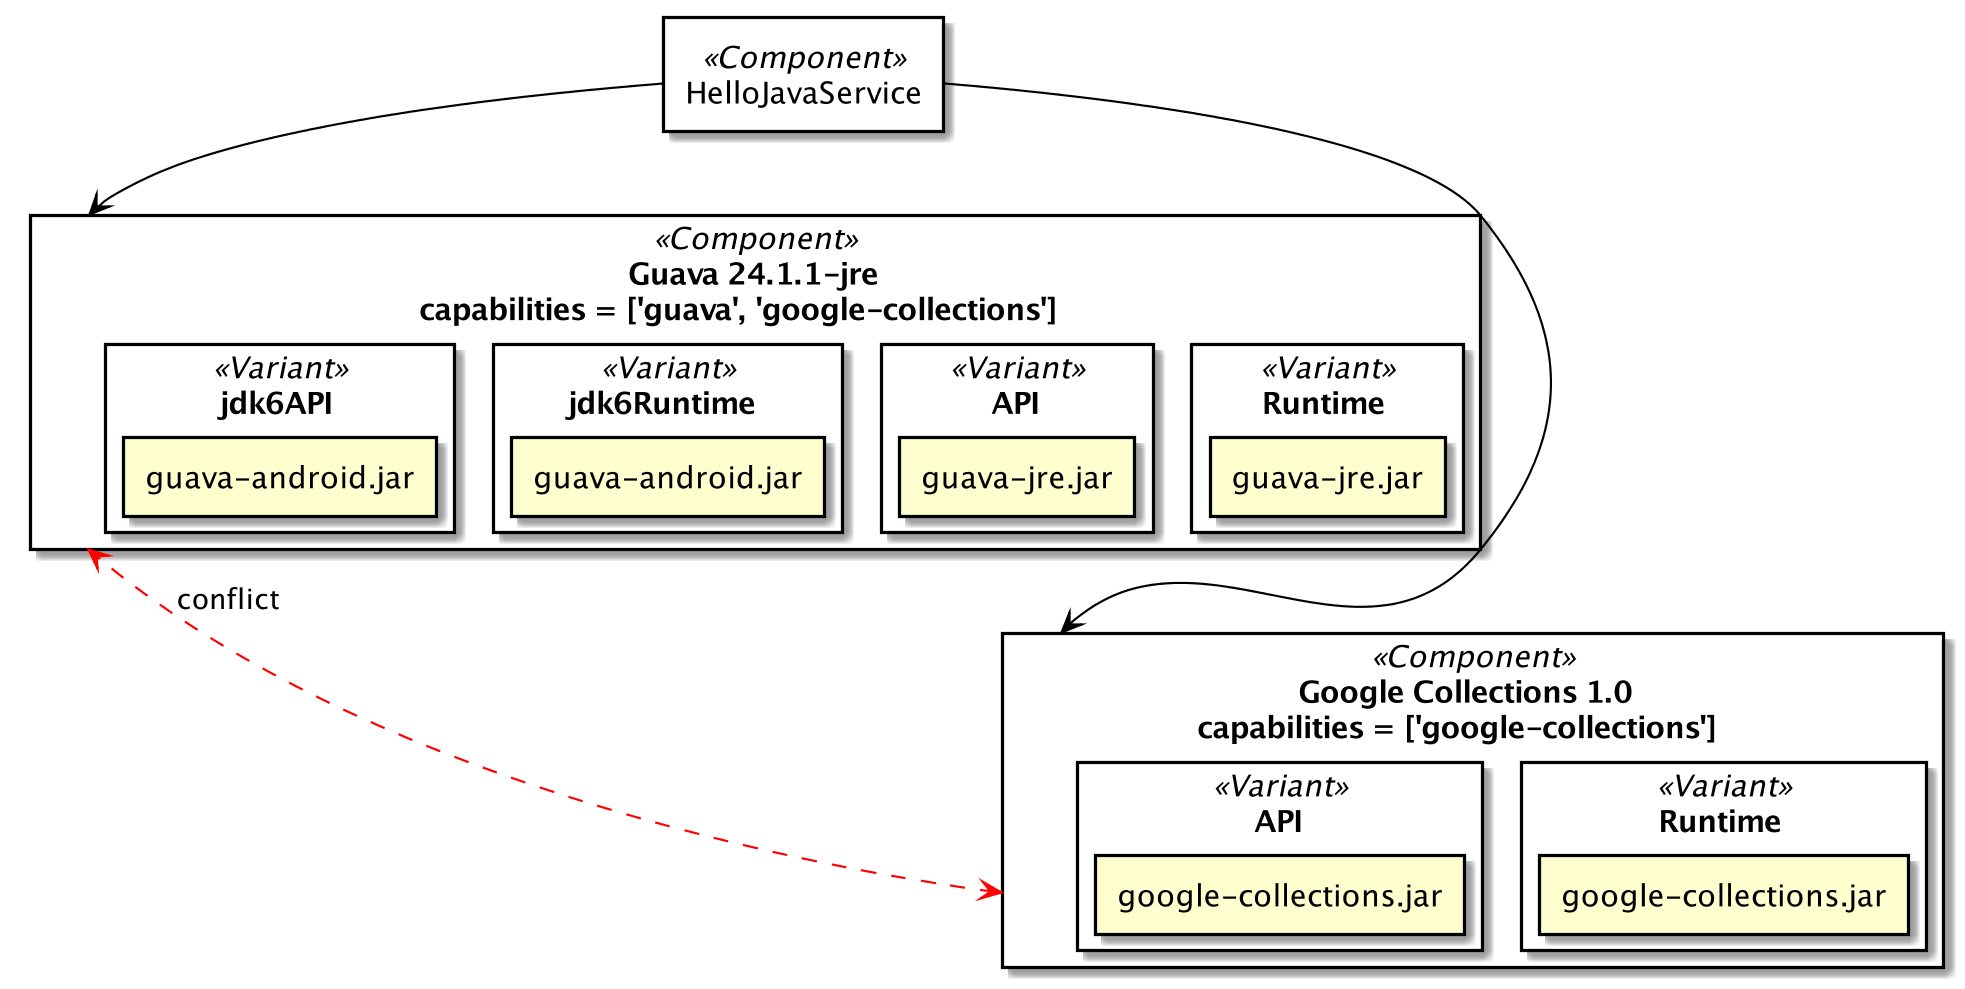 «Component»
HelloJavaService
«Component»
Guava 24.1.1-jre
capabilities = ['guava', 'google-collections']
«Variant»
jdk6API
guava-android.jar
«Variant»
jdk6Runtime
guava-android.jar
«Variant»
API
guava-jre.jar
«Variant»
Runtime
guava-jre.jar
conflict
«Component»
Google Collections 1.0
capabilities = ['google-collections']
«Variant»
API
google-collections.jar
«Variant»
Runtime
google-collections.jar